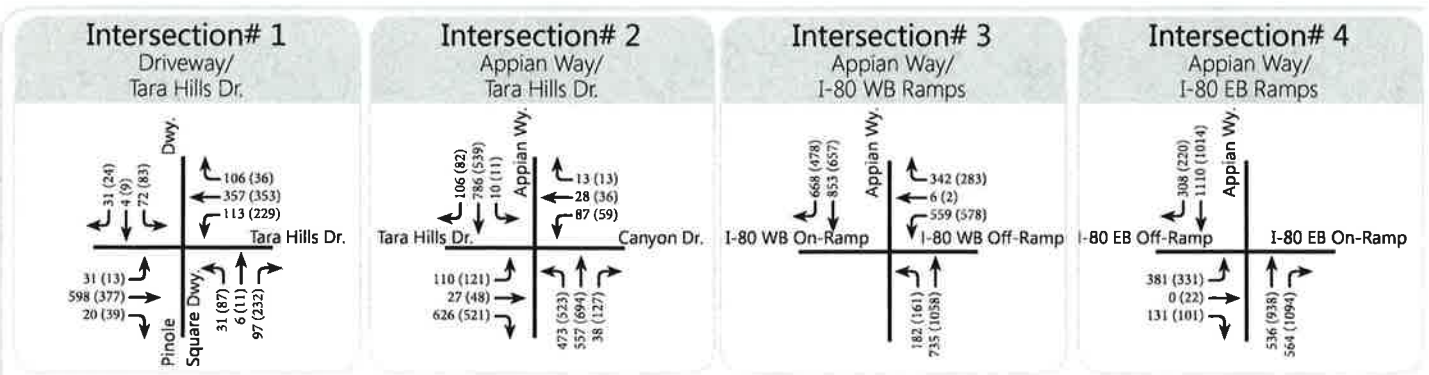 Intersection# 1
Driveway/
Tara Hills Dr.
Dwy.
31 (24)
4 (9)
72 (83)
106 (36)
357 (353)
113 (229)
Tara Hills Dr.
31 (13)
598 (377)
20 (39)
Pinole
Square Dwy.
31 (87)
6 (11)
97 (232)
Intersection# 2
Appian Way/
Tara Hills Dr.
Appian Wy.
106 (82)
786 (539)
10 (11)
13 (13)
28 (36)
87 (59)
Tara Hills Dr.
Canyon Dr.
110 (121)
27 (48)
626 (521)
473 (523)
557 (694)
38 (127)
Intersection# 3
Appian Way/
I-80 WB Ramps
Appian Wy.
668 (478)
853 (657)
342 (283)
6 (2)
559 (578)
I-80 WB On-Ramp
I-80 WB Off-Ramp
182 (161)
735 (1058)
Intersection# 4
Appian Way/
I-80 EB Ramps
Appian Wy.
308 (220)
1110 (1014)
I-80 EB Off-Ramp
I-80 EB On-Ramp
381 (331)
0 (22)
131 (101)
536 (938)
564 (1094)